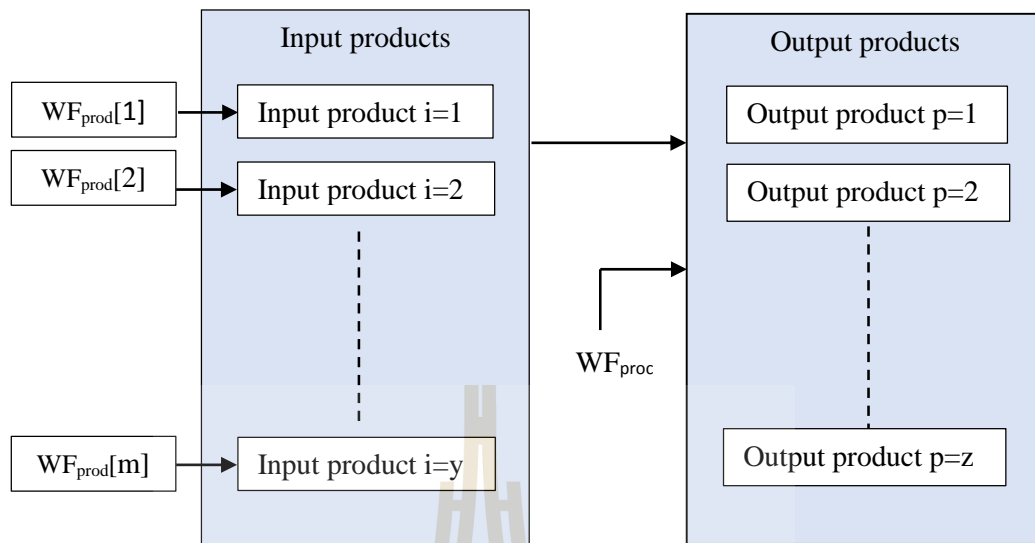 Input products
WFprod[1]
Input product i=1
WFprod[2]
Input product i=2
WFprod[m]
Input product i=y
WFproc
Output products
Output product p=1
Output product p=2
Output product p=z